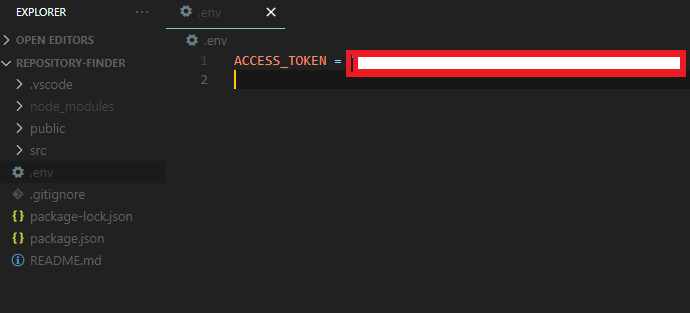 EXPLORER
OPEN EDITORS
REPOSITORY-FINDER
.vscode
node_modules
public
src
.env
.gitignore
package-lock.json
package.json
README.md
.env
.env
1 ACCESS_TOKEN =
2